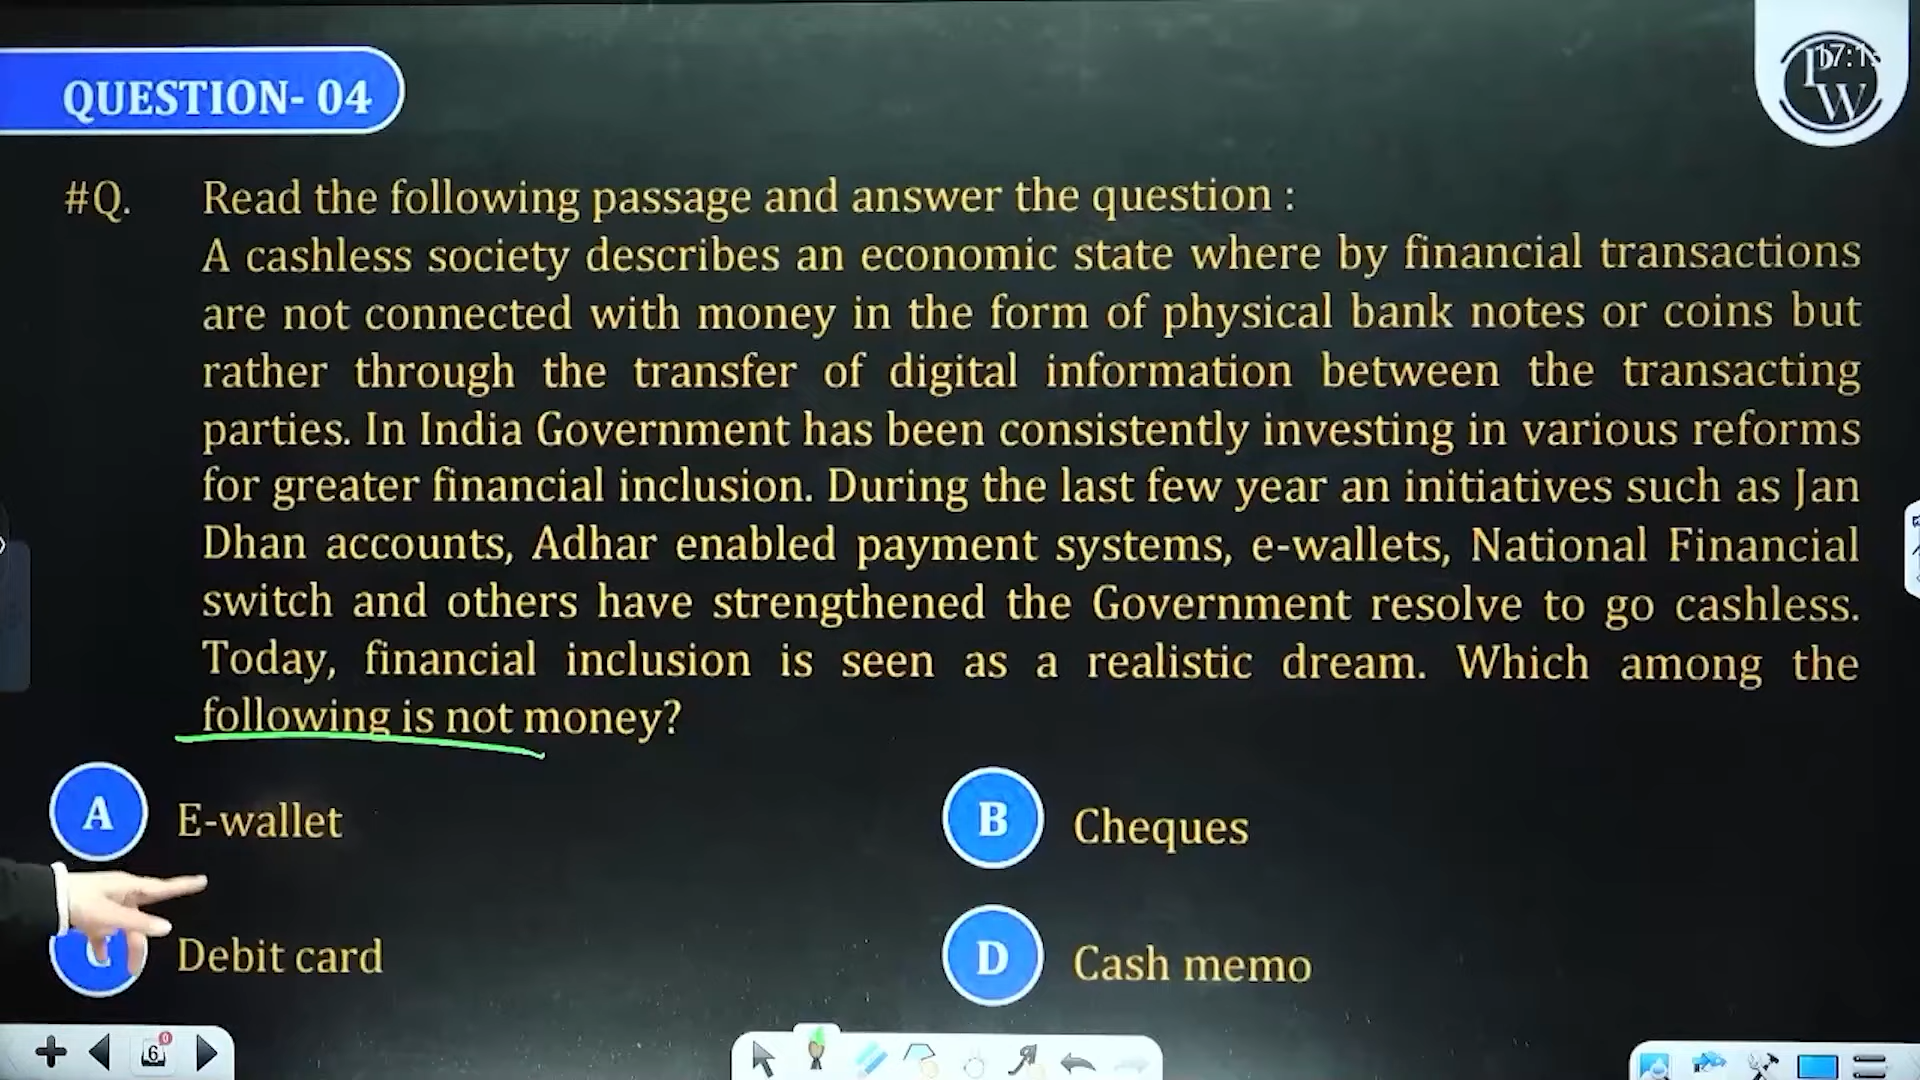 QUESTION- 04
17:1
PW
#Q. Read the following passage and answer the question :
A cashless society describes an economic state where by financial transactions
are not connected with money in the form of physical bank notes or coins but
rather through the transfer of digital information between the transacting
parties. In India Government has been consistently investing in various reforms
for greater financial inclusion. During the last few year an initiatives such as Jan
Dhan accounts, Adhar enabled payment systems, e-wallets, National Financial
switch and others have strengthened the Government resolve to go cashless.
Today, financial inclusion is seen as a realistic dream. Which among the
following is not money?
A E-wallet
B Cheques
C Debit card
D Cash memo
6
0